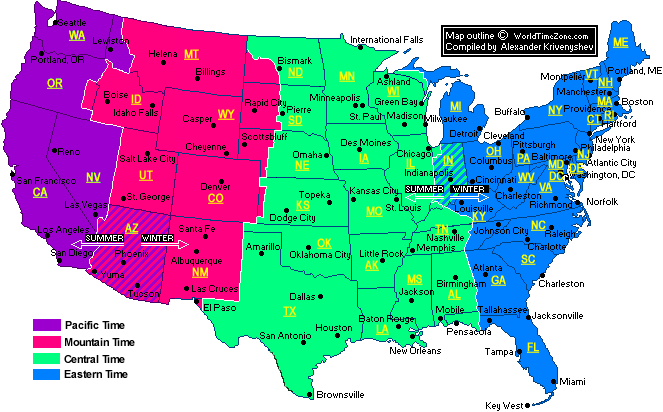 Map outline © WorldTimeZone.com
Compiled by Alexander Krivenyshev
Seattle
WA
Portland, OR
OR
Lewiston
Helena
MT
Billings
Boise
ID
Idaho Falls
WY
Casper
Cheyenne
Rapid City
Scottsbluff
Bismark
ND
Pierre
SD
International Falls
MN
Minneapolis
St. Paul
Ashland
WI
Green Bay
Madison
Milwaukee
MI
Detroit
ME
Montpelier
VT
Portland, ME
NH
Manchester
MA
Boston
Providence
RI
CT
Hartford
NY
Buffalo
New York
Cleveland
Pittsburgh
PA
Philadelphia
NJ
Atlantic City
Baltimore
MD
DE
DC
Washington, DC
Reno
NV
San Francisco
CA
Las Vegas
Los Angeles
San Diego
Salt Lake City
UT
St. George
Denver
CO
Omaha
NE
Des Moines
IA
Chicago
IL
IN
Indianapolis
OH
Columbus
Cincinnati
WV
Charleston
VA
Richmond
Norfolk
Topeka
KS
Dodge City
Kansas City
MO
St. Louis
SUMMER
WINTER
Louisville
KY
AZ
SUMMER
WINTER
Phoenix
Yuma
Tucson
Santa Fe
Albuquerque
NM
Las Cruces
El Paso
Amarillo
OK
Oklahoma City
Little Rock
AK
TN
Nashville
Memphis
Johnson City
NC
Raleigh
Charlotte
SC
Charleston
Atlanta
GA
Birmingham
AL
MS
Jackson
Mobile
Pensacola
Tallahassee
Jacksonville
FL
Tampa
Miami
Key West
Dallas
TX
San Antonio
Houston
Brownsville
Baton Rouge
LA
New Orleans
Pacific Time
Mountain Time
Central Time
Eastern Time